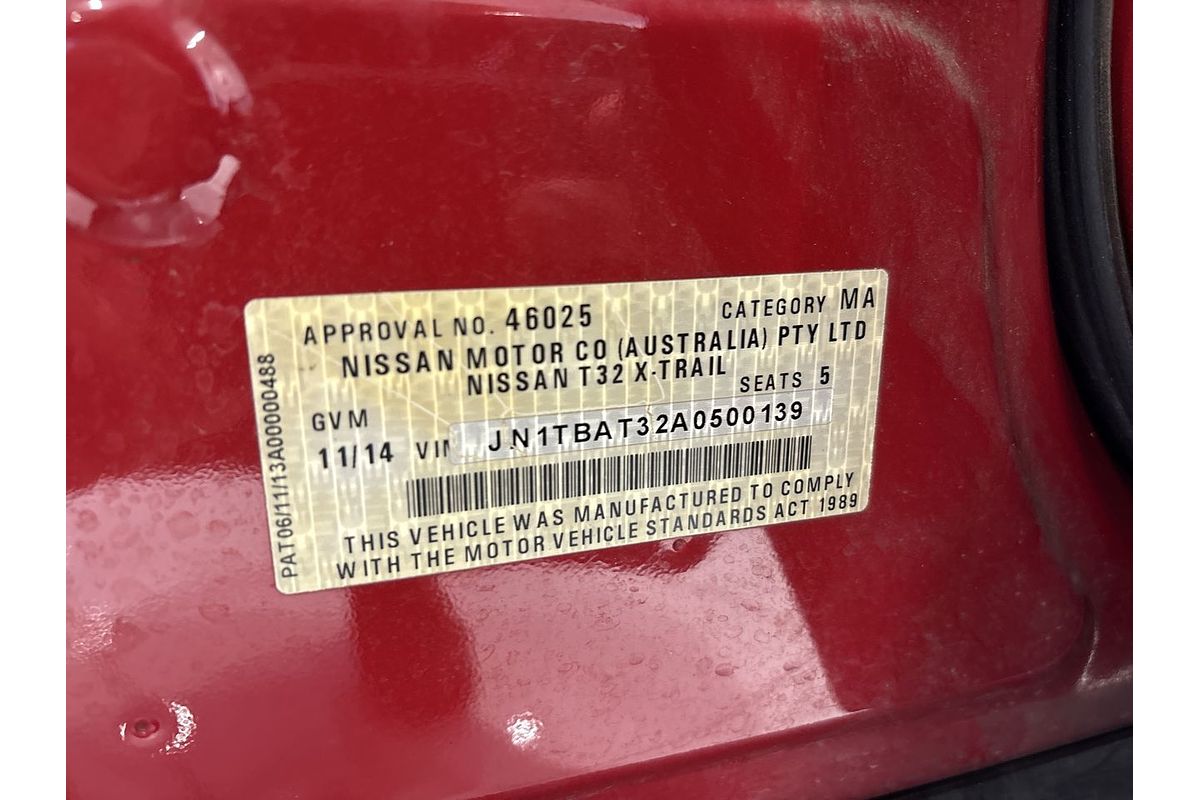 APPROVAL NO. 46025 CATEGORY MA
NISSAN MOTOR CO (AUSTRALIA) PTY LTD
NISSAN T32 X-TRAIL
SEATS 5
GVM
11/14 VIN JN1TBAT32A0500139
THIS VEHICLE WAS MANUFACTURED TO COMPLY
WITH THE MOTOR VEHICLE STANDARDS ACT 1989
PAT06/11/13A00000488